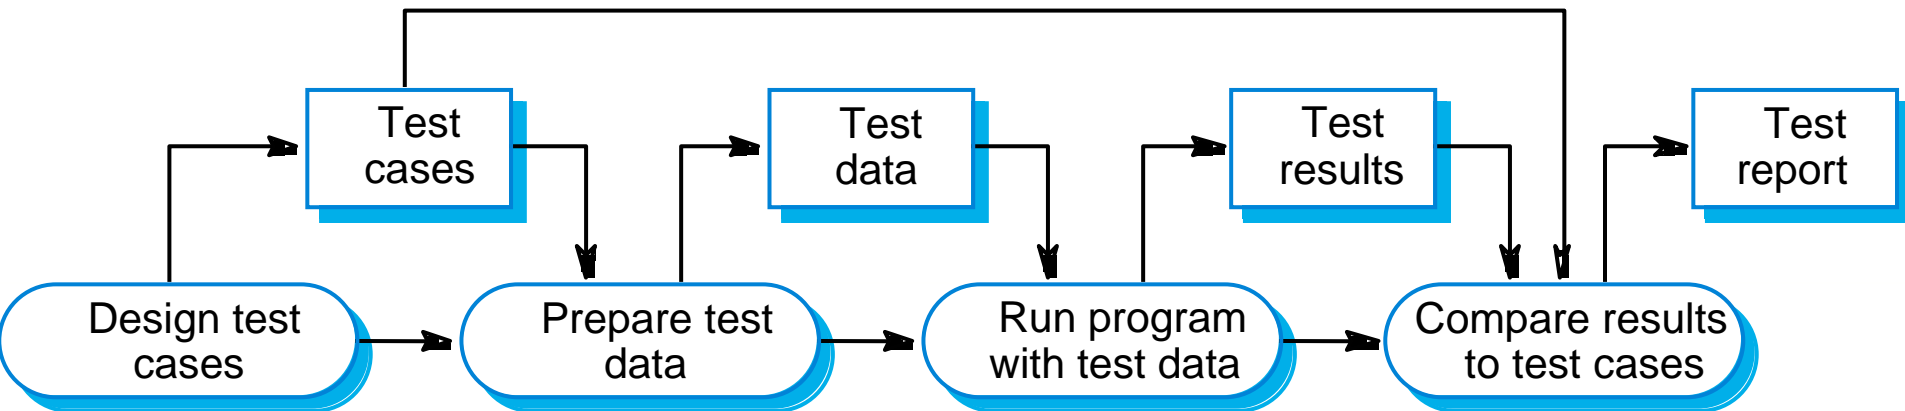 Test
cases
Test
data
Test
results
Test
report
Design test
cases
Prepare test
data
Run program
with test data
Compare results
to test cases